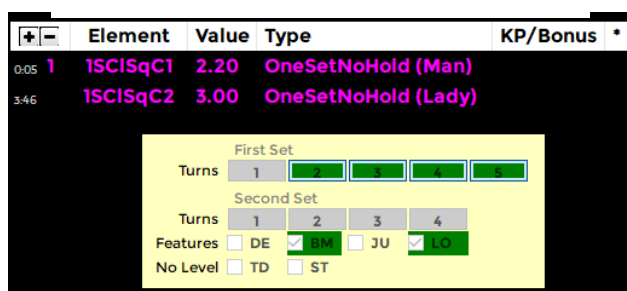 + - Element Value Type KP/Bonus *
0:05 1 1SClSqC1 2.20 OneSetNoHold (Man)
3:46 1SClSqC2 3.00 OneSetNoHold (Lady)
First Set
Turns 1 2 3 4 5
Second Set
Turns 1 2 3 4
Features DE BM JU LO
No Level TD ST